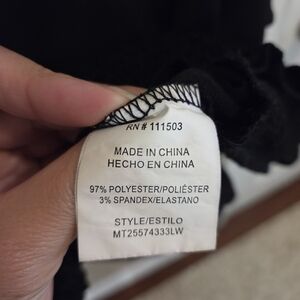 RN # 111503
MADE IN CHINA
HECHO EN CHINA
97% POLYESTER/POLIÉSTER
3% SPANDEX/ELASTANO
STYLE/ESTILO
MT25574333LW